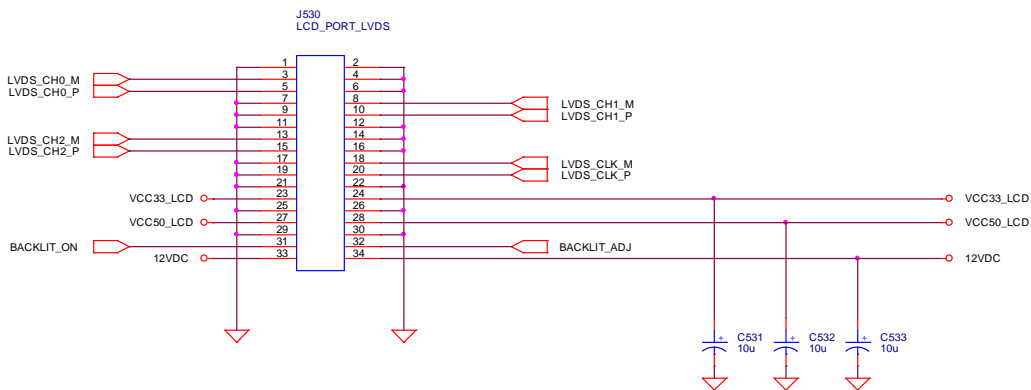 J530
LCD_PORT_LVDS
1 2
LVDS_CH0_M 3 4
LVDS_CH0_P 5 6
7 8 LVDS_CH1_M
9 10 LVDS_CH1_P
11 12
LVDS_CH2_M 13 14
LVDS_CH2_P 15 16
17 18 LVDS_CLK_M
19 20 LVDS_CLK_P
21 22
VCC33_LCD 23 24 VCC33_LCD
25 26
VCC50_LCD 27 28 VCC50_LCD
29 30
BACKLIT_ON 31 32 BACKLIT_ADJ
12VDC 33 34 12VDC
+ C531 + C532 + C533
10u 10u 10u